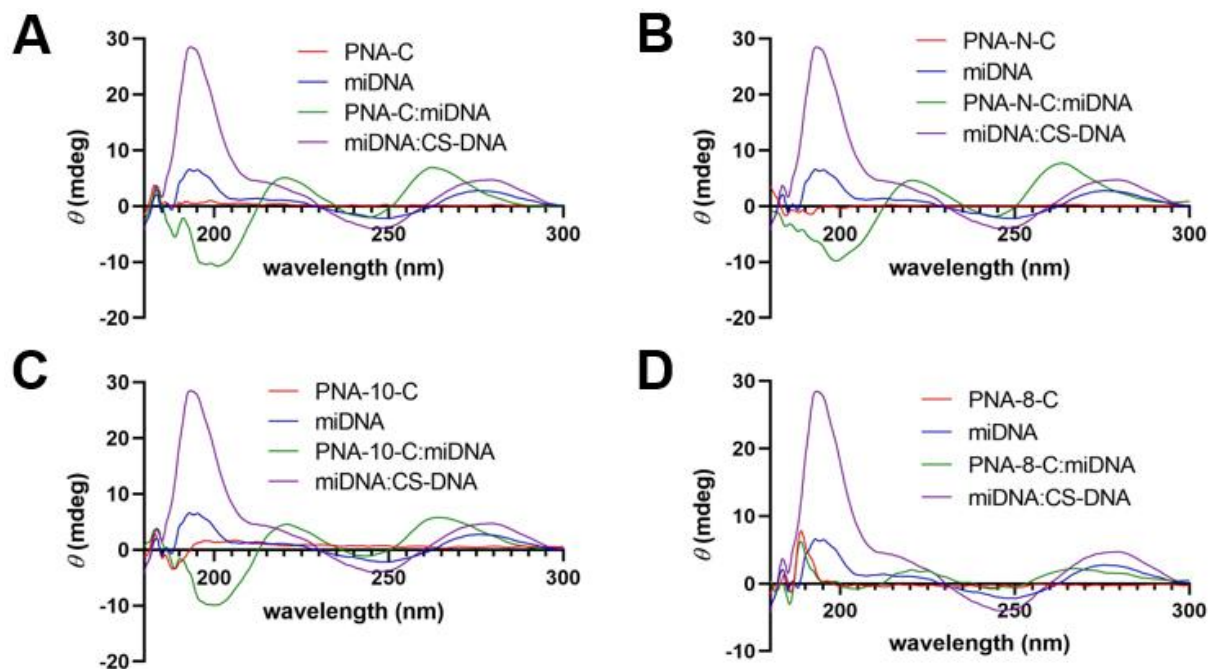 A
30
20
10
0
-10
-20
θ (mdeg)
200
250
300
wavelength (nm)
PNA-C
miDNA
PNA-C:miDNA
miDNA:CS-DNA
B
30
20
10
0
-10
-20
θ (mdeg)
200
250
300
wavelength (nm)
PNA-N-C
miDNA
PNA-N-C:miDNA
miDNA:CS-DNA
C
30
20
10
0
-10
-20
θ (mdeg)
200
250
300
wavelength (nm)
PNA-10-C
miDNA
PNA-10-C:miDNA
miDNA:CS-DNA
D
30
20
10
0
-10
θ (mdeg)
200
250
300
wavelength (nm)
PNA-8-C
miDNA
PNA-8-C:miDNA
miDNA:CS-DNA